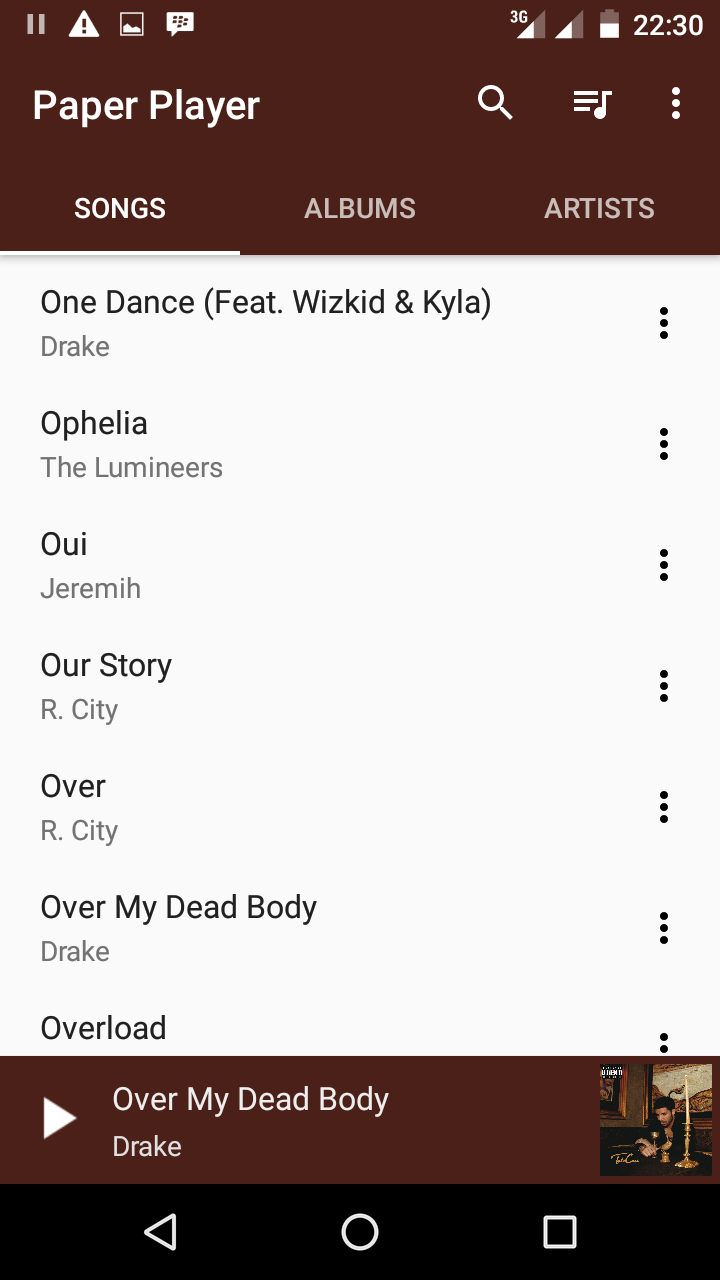 3G 22:30
Paper Player
SONGS ALBUMS ARTISTS
One Dance (Feat. Wizkid & Kyla)
Drake
Ophelia
The Lumineers
Oui
Jeremih
Our Story
R. City
Over
R. City
Over My Dead Body
Drake
Overload
Over My Dead Body
Drake